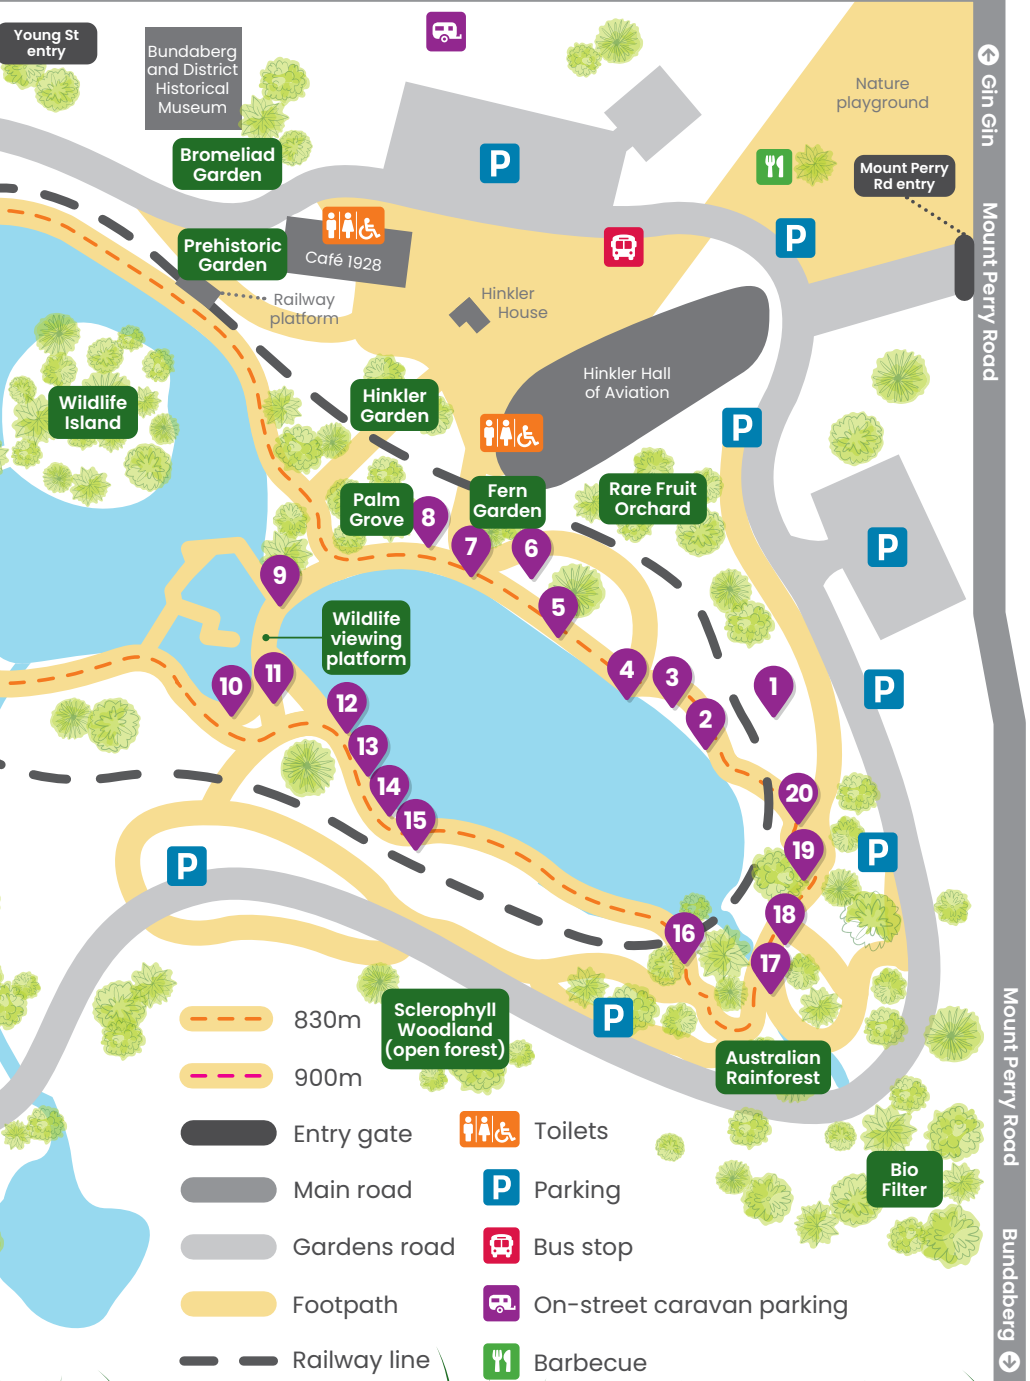 Young St
entry
Bundaberg
and District
Historical
Museum
Bromeliad
Garden
P
Nature
playground
Gin Gin
Mount Perry
Rd entry
Mount Perry Road
P
Prehistoric
Garden
Café 1928
Railway
platform
Hinkler
House
Hinkler Hall
of Aviation
Wildlife
Island
Hinkler
Garden
P
Palm
Grove
Fern
Garden
Rare Fruit
Orchard
8
7
6
P
9
5
Wildlife
viewing
platform
10
11
4
3
1
P
12
2
13
14
15
20
19
P
P
18
16
17
P
Sclerophyll
Woodland
(open forest)
Australian
Rainforest
Mount Perry Road
Bio
Filter
Bundaberg
830m
900m
Entry gate
Main road
Gardens road
Footpath
Railway line
Toilets
P
Parking
Bus stop
On-street caravan parking
Barbecue